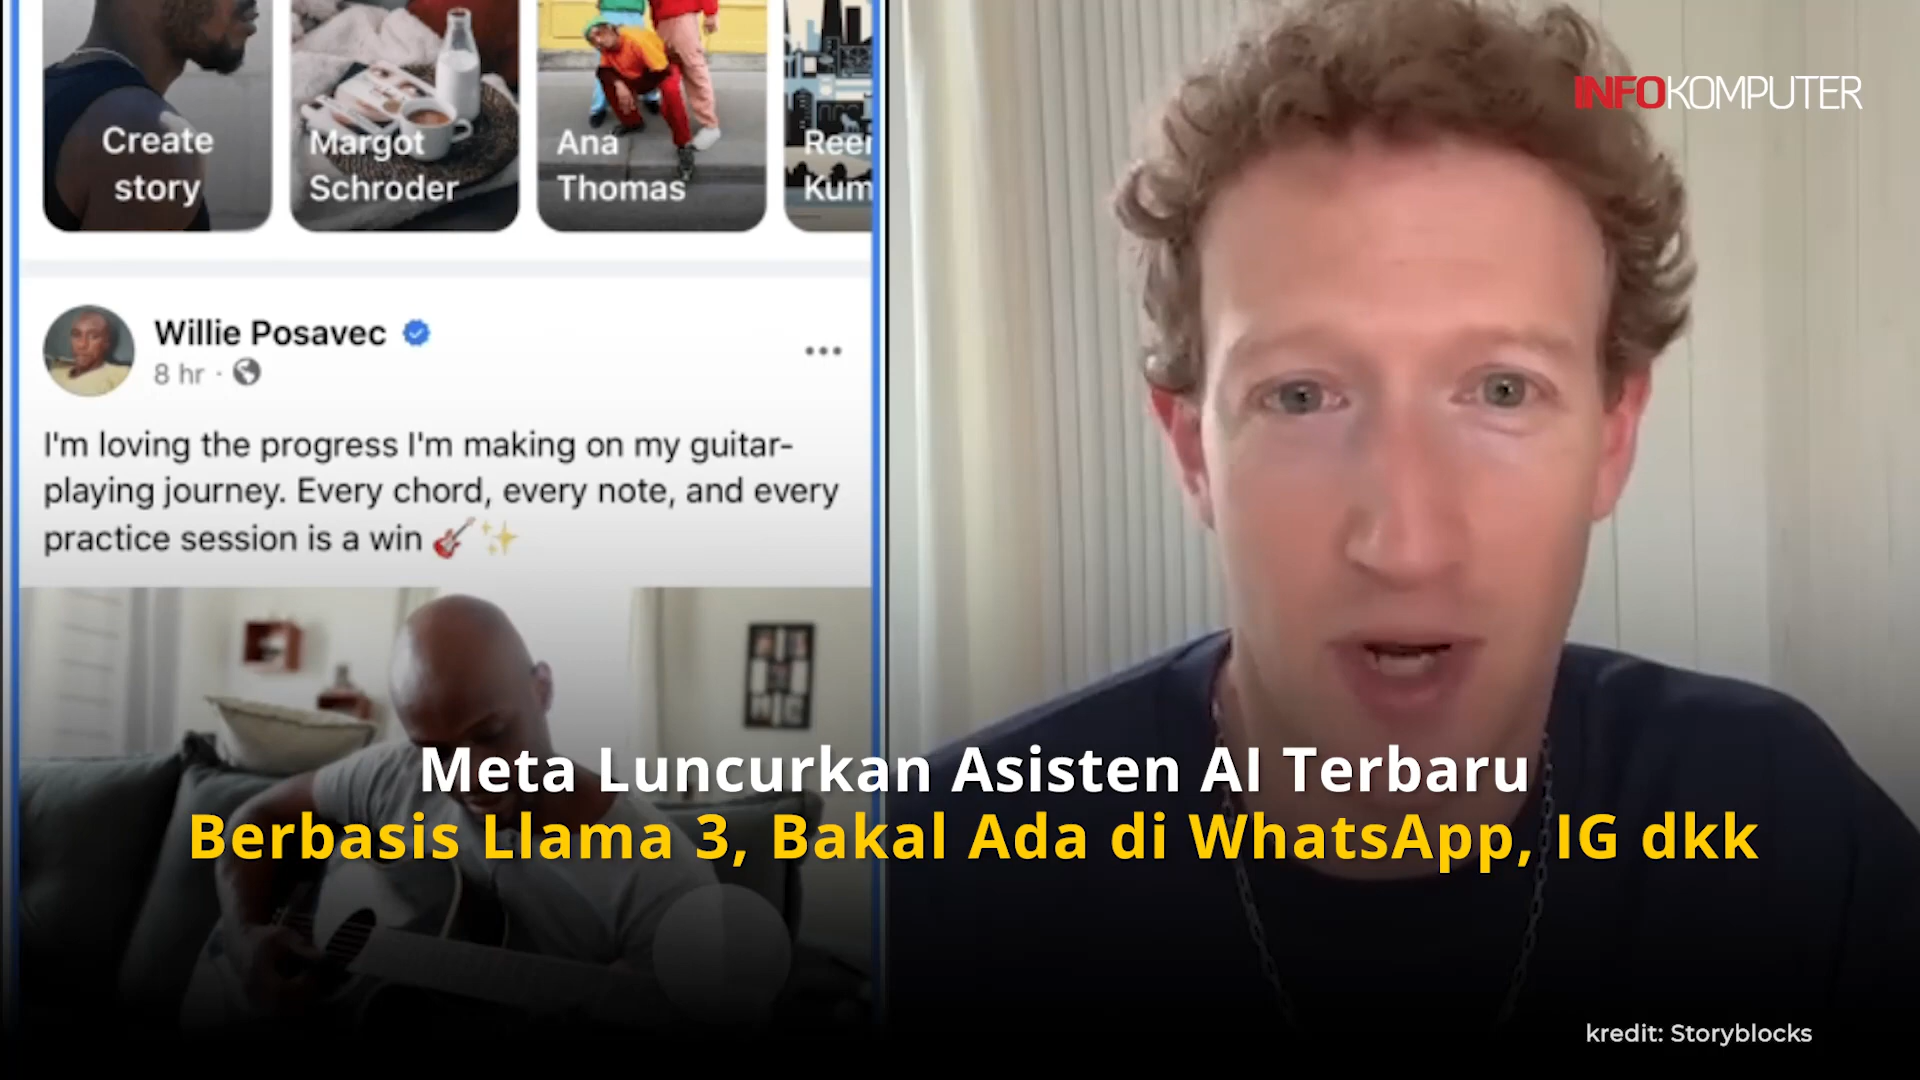 INFOKOMPUTER
Create
story
Margot
Schroder
Ana
Thomas
Reen
Kum
Willie Posavec
8 hr ·
I'm loving the progress I'm making on my guitar-
playing journey. Every chord, every note, and every
practice session is a win 🎸✨
Meta Luncurkan Asisten AI Terbaru
Berbasis Llama 3, Bakal Ada di WhatsApp, IG dkk
kredit: Storyblocks